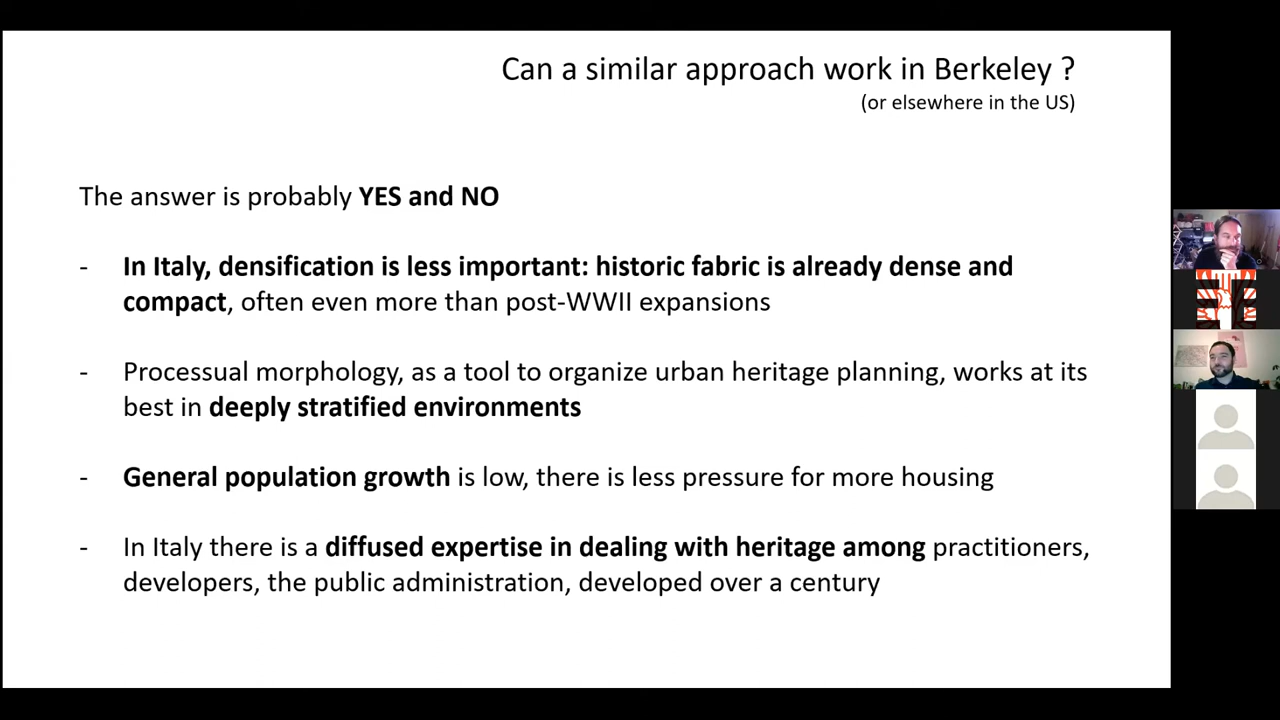 Can a similar approach work in Berkeley ?
(or elsewhere in the US)
The answer is probably YES and NO
- In Italy, densification is less important: historic fabric is already dense and
compact, often even more than post-WWII expansions
- Processual morphology, as a tool to organize urban heritage planning, works at its
best in deeply stratified environments
- General population growth is low, there is less pressure for more housing
- In Italy there is a diffused expertise in dealing with heritage among practitioners,
developers, the public administration, developed over a century